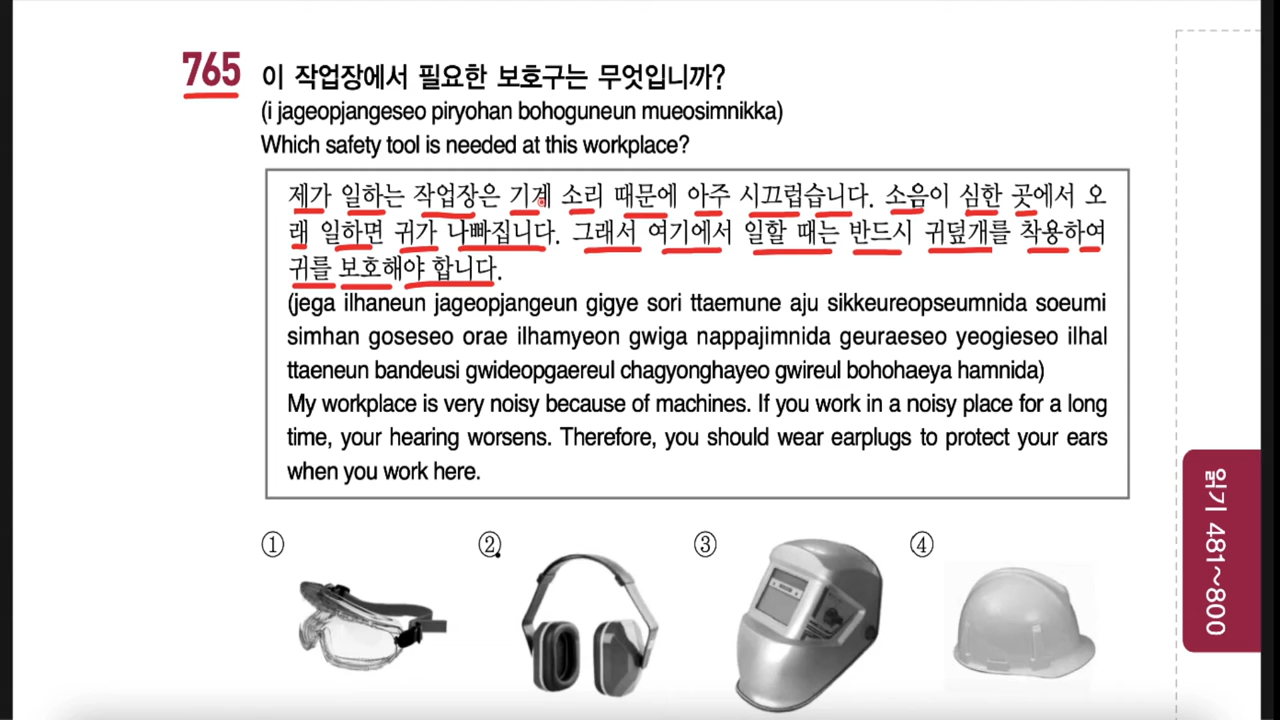 765 이 작업장에서 필요한 보호구는 무엇입니까?
(i jageopjangeseo piryohan bohoguneun mueosimnikka)
Which safety tool is needed at this workplace?
제가 일하는 작업장은 기계 소리 때문에 아주 시끄럽습니다. 소음이 심한 곳에서 오
래 일하면 귀가 나빠집니다. 그래서 여기에서 일할 때는 반드시 귀덮개를 착용하여
귀를 보호해야 합니다.
(jega ilhaneun jageopjangeun gigye sori ttaemune aju sikkeureopseumnida soeumi
simhan goseseo orae ilhamyeon gwiga nappajimnida geuraeseo yeogieseo ilhal
ttaeneun bandeusi gwideopgaereul chagyonghayeo gwireul bohohaeya hamnida)
My workplace is very noisy because of machines. If you work in a noisy place for a long
time, your hearing worsens. Therefore, you should wear earplugs to protect your ears
when you work here.
① ② ③ ④
읽기 481~800